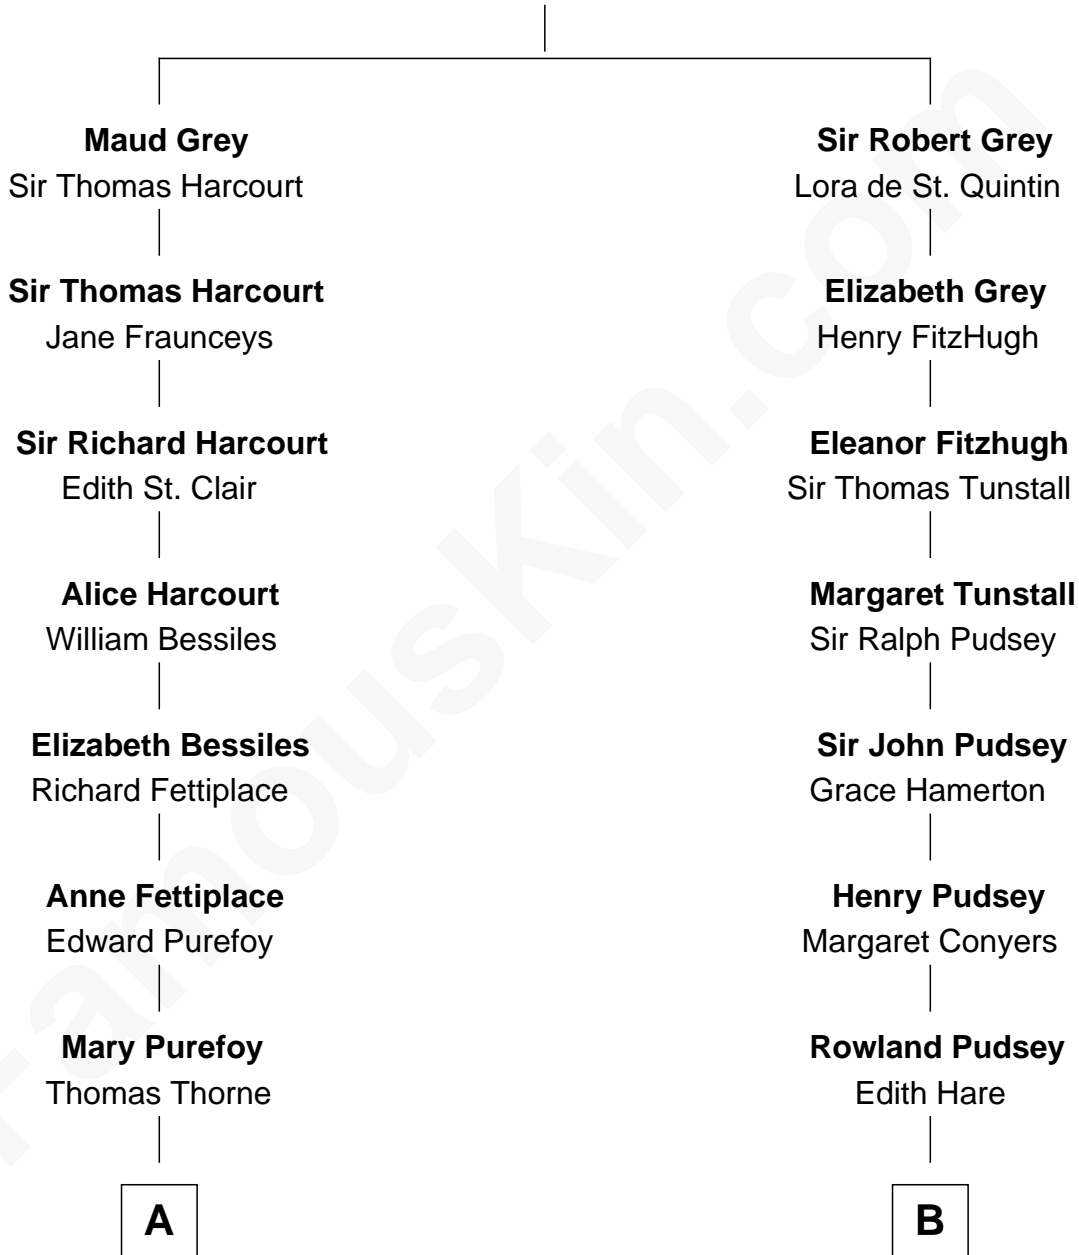 Maud Grey
Sir Thomas Harcourt
Sir Robert Grey
Lora de St. Quintin
Sir Thomas Harcourt
Jane Fraunceys
Elizabeth Grey
Henry FitzHugh
Sir Richard Harcourt
Edith St. Clair
Eleanor Fitzhugh
Sir Thomas Tunstall
Alice Harcourt
William Bessiles
Margaret Tunstall
Sir Ralph Pudsey
Elizabeth Bessiles
Richard Fettiplace
Sir John Pudsey
Grace Hamerton
Anne Fettiplace
Edward Purefoy
Henry Pudsey
Margaret Conyers
Mary Purefoy
Thomas Thorne
Rowland Pudsey
Edith Hare
A
B
FamousKin.com